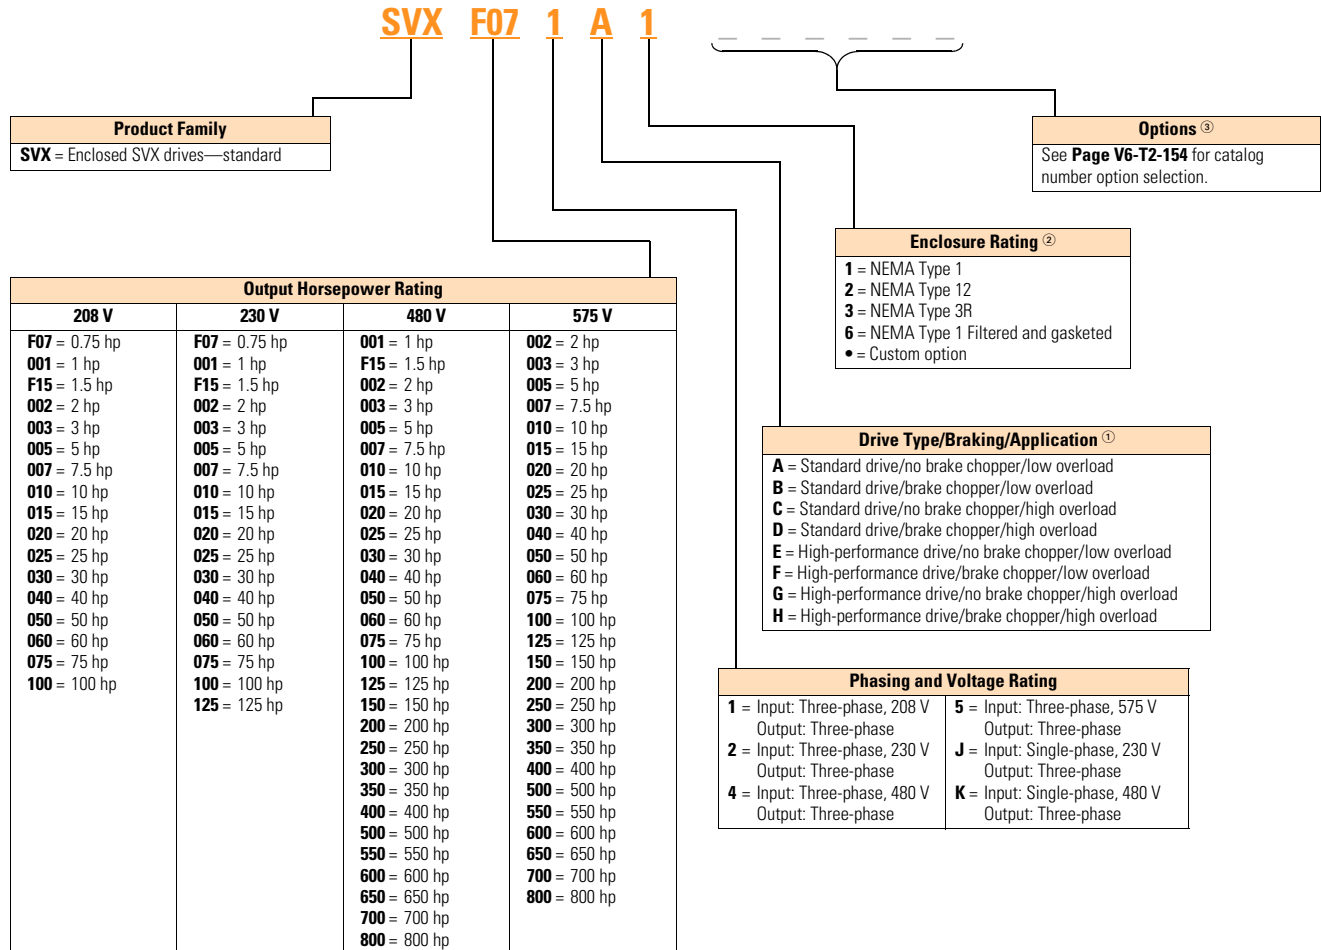 SVX F07 1 A 1
Product Family
SVX = Enclosed SVX drives—standard
Options ③
See Page V6-T2-154 for catalog
number option selection.
Enclosure Rating ②
1 = NEMA Type 1
2 = NEMA Type 12
3 = NEMA Type 3R
6 = NEMA Type 1 Filtered and gasketed
• = Custom option
Output Horsepower Rating
208 V
F07 = 0.75 hp
001 = 1 hp
F15 = 1.5 hp
002 = 2 hp
003 = 3 hp
005 = 5 hp
007 = 7.5 hp
010 = 10 hp
015 = 15 hp
020 = 20 hp
025 = 25 hp
030 = 30 hp
040 = 40 hp
050 = 50 hp
060 = 60 hp
075 = 75 hp
100 = 100 hp
230 V
F07 = 0.75 hp
001 = 1 hp
F15 = 1.5 hp
002 = 2 hp
003 = 3 hp
005 = 5 hp
007 = 7.5 hp
010 = 10 hp
015 = 15 hp
020 = 20 hp
025 = 25 hp
030 = 30 hp
040 = 40 hp
050 = 50 hp
060 = 60 hp
075 = 75 hp
100 = 100 hp
125 = 125 hp
480 V
001 = 1 hp
F15 = 1.5 hp
002 = 2 hp
003 = 3 hp
005 = 5 hp
007 = 7.5 hp
010 = 10 hp
015 = 15 hp
020 = 20 hp
025 = 25 hp
030 = 30 hp
040 = 40 hp
050 = 50 hp
060 = 60 hp
075 = 75 hp
100 = 100 hp
125 = 125 hp
150 = 150 hp
200 = 200 hp
250 = 250 hp
300 = 300 hp
350 = 350 hp
400 = 400 hp
500 = 500 hp
550 = 550 hp
600 = 600 hp
650 = 650 hp
700 = 700 hp
800 = 800 hp
575 V
002 = 2 hp
003 = 3 hp
005 = 5 hp
007 = 7.5 hp
010 = 10 hp
015 = 15 hp
020 = 20 hp
025 = 25 hp
030 = 30 hp
040 = 40 hp
050 = 50 hp
060 = 60 hp
075 = 75 hp
100 = 100 hp
125 = 125 hp
150 = 150 hp
200 = 200 hp
250 = 250 hp
300 = 300 hp
350 = 350 hp
400 = 400 hp
500 = 500 hp
550 = 550 hp
600 = 600 hp
650 = 650 hp
700 = 700 hp
800 = 800 hp
Drive Type/Braking/Application ①
A = Standard drive/no brake chopper/low overload
B = Standard drive/brake chopper/low overload
C = Standard drive/no brake chopper/high overload
D = Standard drive/brake chopper/high overload
E = High-performance drive/no brake chopper/low overload
F = High-performance drive/brake chopper/low overload
G = High-performance drive/no brake chopper/high overload
H = High-performance drive/brake chopper/high overload
Phasing and Voltage Rating
1 = Input: Three-phase, 208 V
Output: Three-phase
2 = Input: Three-phase, 230 V
Output: Three-phase
4 = Input: Three-phase, 480 V
Output: Three-phase
5 = Input: Three-phase, 575 V
Output: Three-phase
J = Input: Single-phase, 230 V
Output: Three-phase
K = Input: Single-phase, 480 V
Output: Three-phase